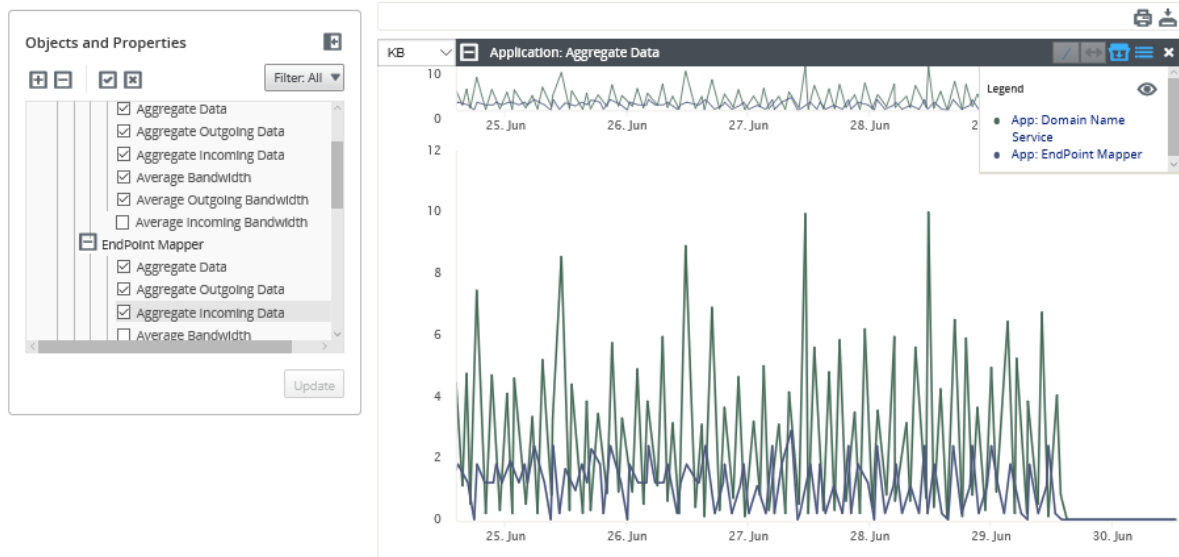 Objects and Properties
Filter: All
Aggregate Data
Aggregate Outgoing Data
Aggregate Incoming Data
Average Bandwidth
Average Outgoing Bandwidth
Average Incoming Bandwidth
EndPoint Mapper
Aggregate Data
Aggregate Outgoing Data
Aggregate Incoming Data
Average Bandwidth
Update
KB
Application: Aggregate Data
10
0
25. Jun
26. Jun
27. Jun
28. Jun
2
Legend
App: Domain Name
Service
App: EndPoint Mapper
12
10
8
6
4
2
0
25. Jun
26. Jun
27. Jun
28. Jun
29. Jun
30. Jun